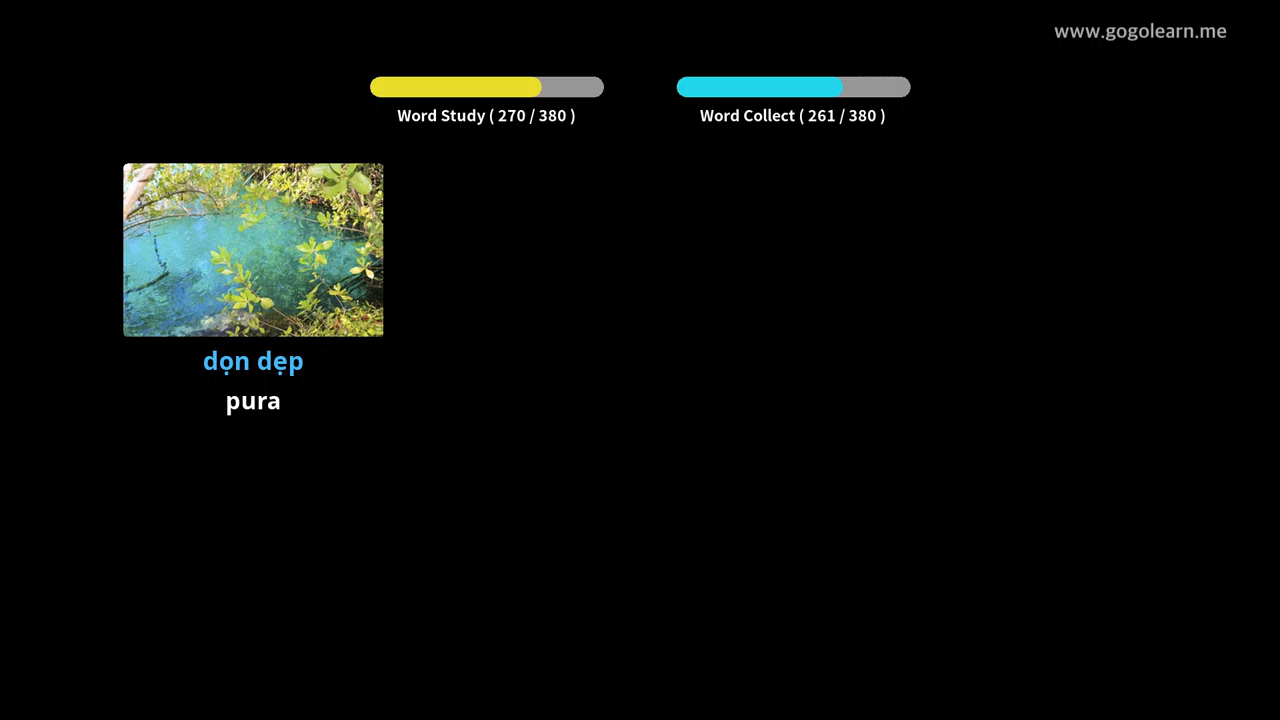 www.gogolearn.me
Word Study ( 270 / 380 )
Word Collect ( 261 / 380 )
dọn dẹp
pura